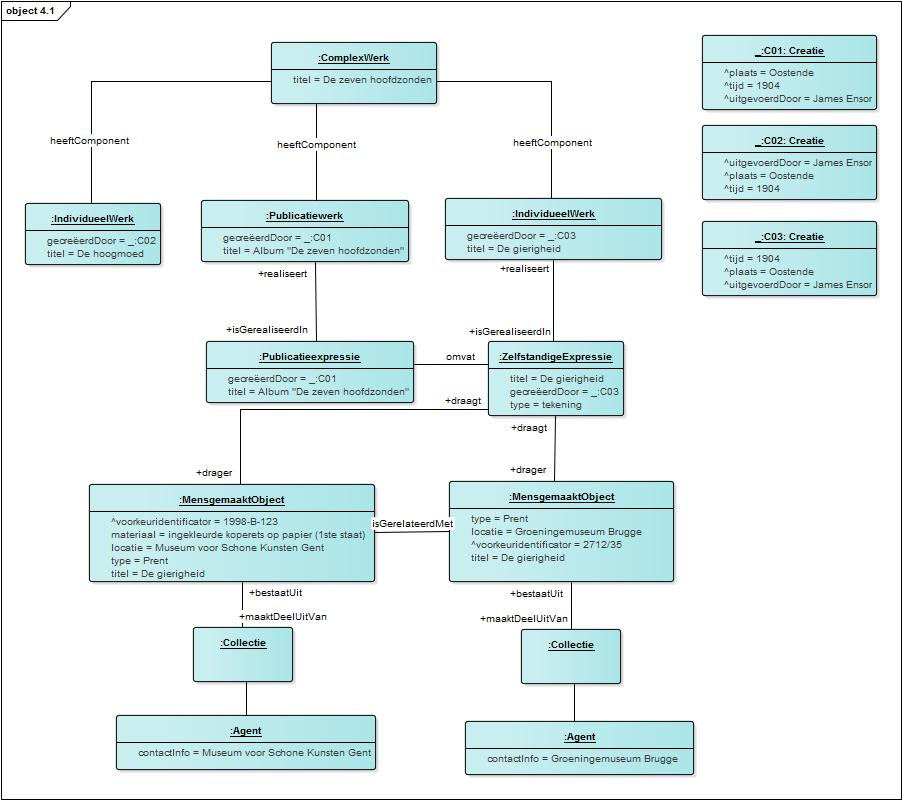 object 4.1
:ComplexWerk
titel = De zeven hoofdzonden
_:C01: Creatie
^plaats = Oostende
^tijd = 1904
^uitgevoerdDoor = James Ensor
_:C02: Creatie
^uitgevoerdDoor = James Ensor
^plaats = Oostende
^tijd = 1904
_:C03: Creatie
^tijd = 1904
^plaats = Oostende
^uitgevoerdDoor = James Ensor
heeftComponent
heeftComponent
heeftComponent
:IndividueelWerk
gecreëerdDoor = _:C02
titel = De hoogmoed
:Publicatiewerk
gecreëerdDoor = _:C01
titel = Album "De zeven hoofdzonden"
:IndividueelWerk
gecreëerdDoor = _:C03
titel = De gierigheid
+realiseert
+realiseert
+isGerealiseerdIn
+isGerealiseerdIn
:Publicatieexpressie
gecreëerdDoor = _:C01
titel = Album "De zeven hoofdzonden"
omvat
:ZelfstandigeExpressie
titel = De gierigheid
gecreëerdDoor = _:C03
type = tekening
+draagt
+draagt
+drager
+drager
:MensgemaaktObject
^voorkeuridentificator = 1998-B-123
materiaal = ingekleurde koperets op papier (1ste staat)
locatie = Museum voor Schone Kunsten Gent
type = Prent
titel = De gierigheid
isGerelateerdMet
:MensgemaaktObject
type = Prent
locatie = Groeningemuseum Brugge
^voorkeuridentificator = 2712/35
titel = De gierigheid
+bestaatUit
+maaktDeelUitVan
+bestaatUit
+maaktDeelUitVan
:Collectie
:Collectie
:Agent
contactInfo = Museum voor Schone Kunsten Gent
:Agent
contactInfo = Groeningemuseum Brugge